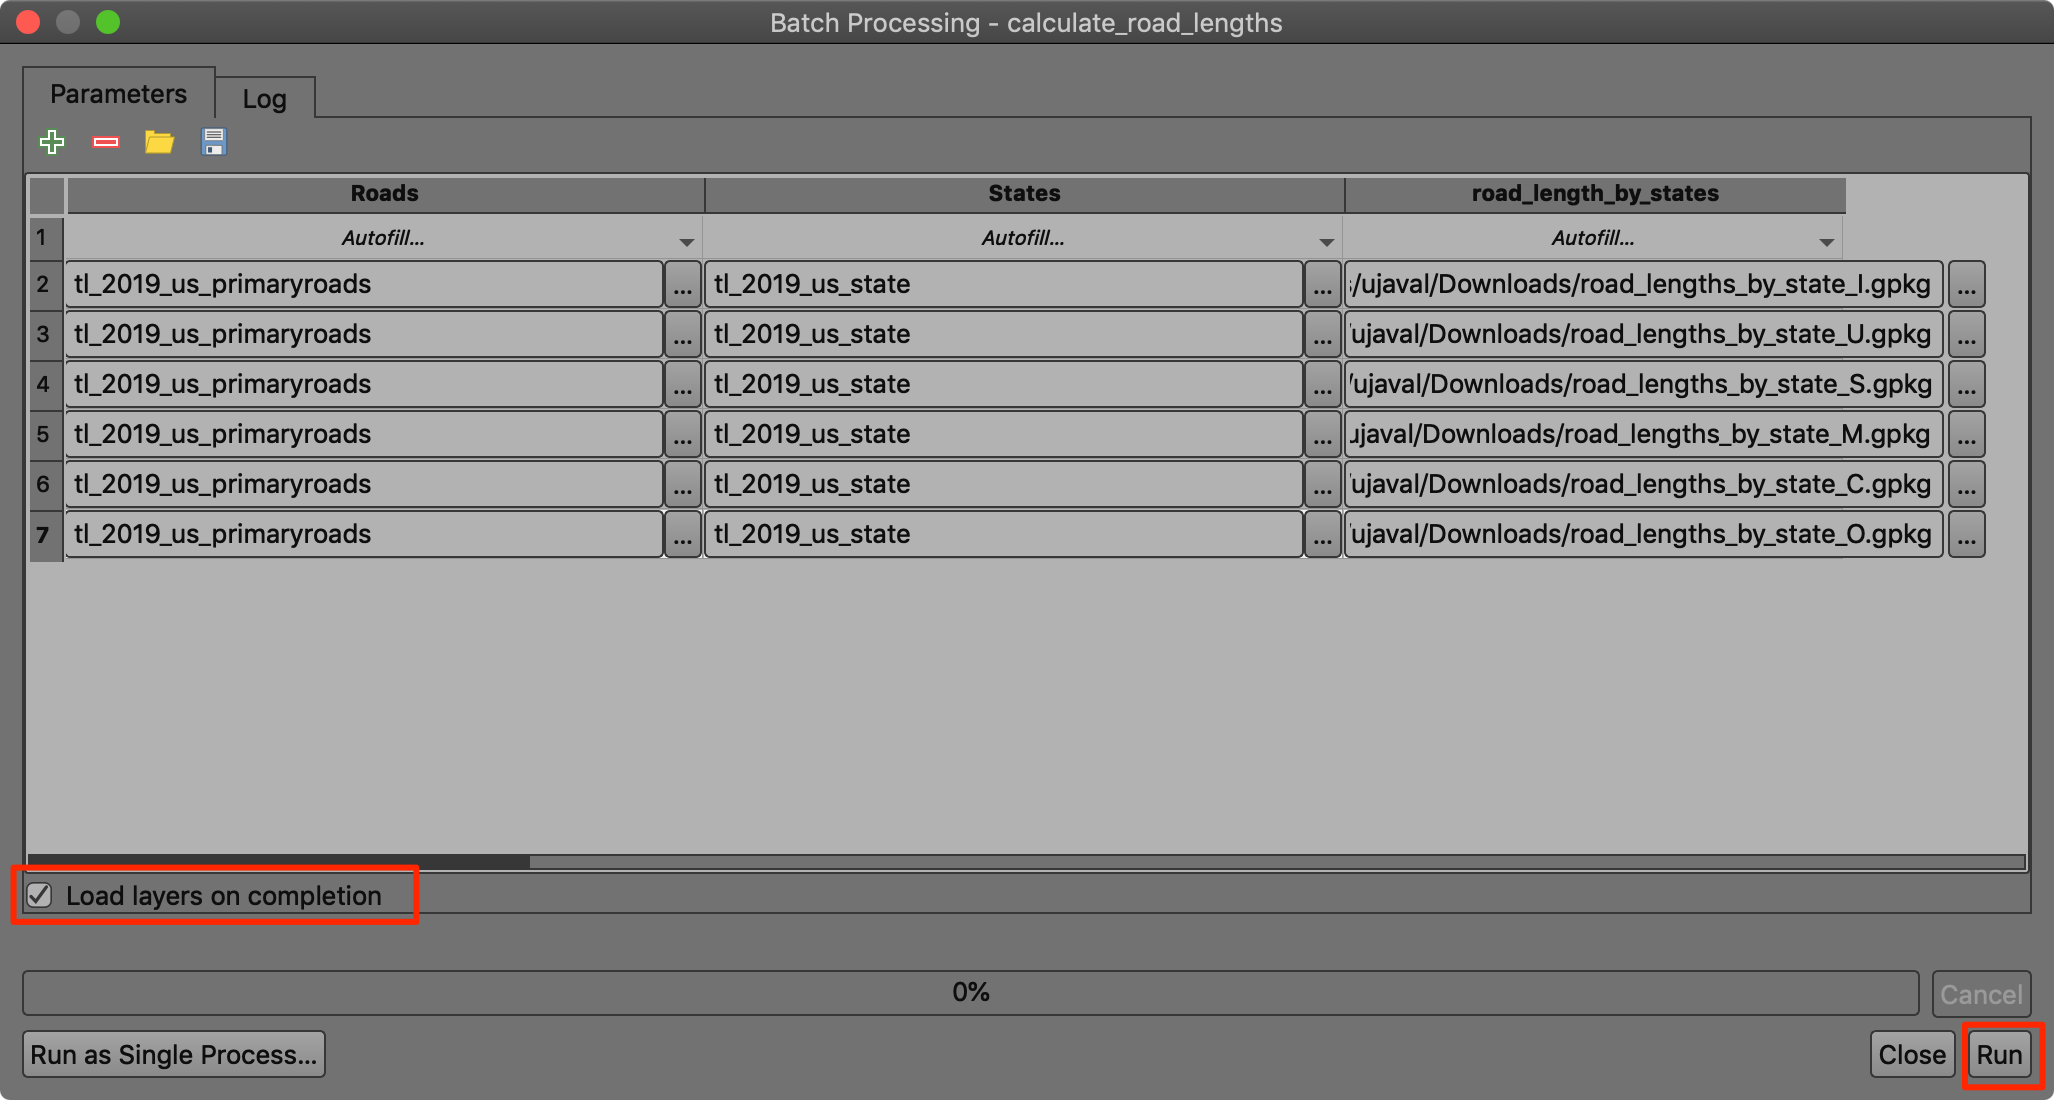 Batch Processing - calculate_road_lengths
Parameters Log
Roads States road_length_by_states
1 Autofill... Autofill... Autofill...
2 tl_2019_us_primaryroads ... tl_2019_us_state ... /ujaval/Downloads/road_lengths_by_state_I.gpkg ...
3 tl_2019_us_primaryroads ... tl_2019_us_state ... ujaval/Downloads/road_lengths_by_state_U.gpkg ...
4 tl_2019_us_primaryroads ... tl_2019_us_state ... /ujaval/Downloads/road_lengths_by_state_S.gpkg ...
5 tl_2019_us_primaryroads ... tl_2019_us_state ... ujaval/Downloads/road_lengths_by_state_M.gpkg ...
6 tl_2019_us_primaryroads ... tl_2019_us_state ... /ujaval/Downloads/road_lengths_by_state_C.gpkg ...
7 tl_2019_us_primaryroads ... tl_2019_us_state ... /ujaval/Downloads/road_lengths_by_state_O.gpkg ...
Load layers on completion
0% Cancel
Run as Single Process... Close Run